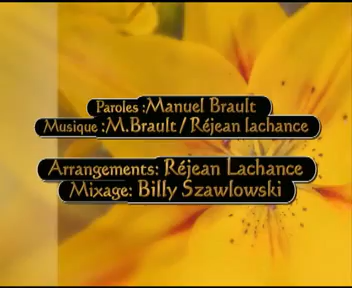 Paroles :Manuel Brault
Musique :M.Brault / Réjean lachance
Arrangements: Réjean Lachance
Mixage: Billy Szawlowski